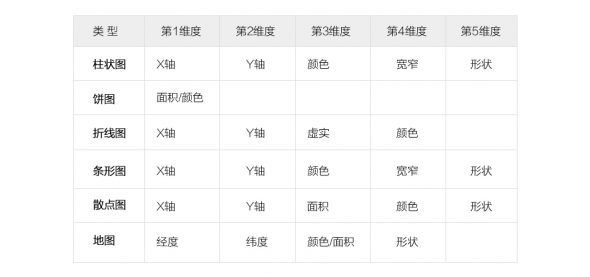 类 型 第1维度 第2维度 第3维度 第4维度 第5维度
柱状图 X轴 Y轴 颜色 宽窄 形状
饼图 面积/颜色
折线图 X轴 Y轴 虚实 颜色
条形图 X轴 Y轴 颜色 宽窄 形状
散点图 X轴 Y轴 面积 颜色 形状
地图 经度 纬度 颜色/面积 形状